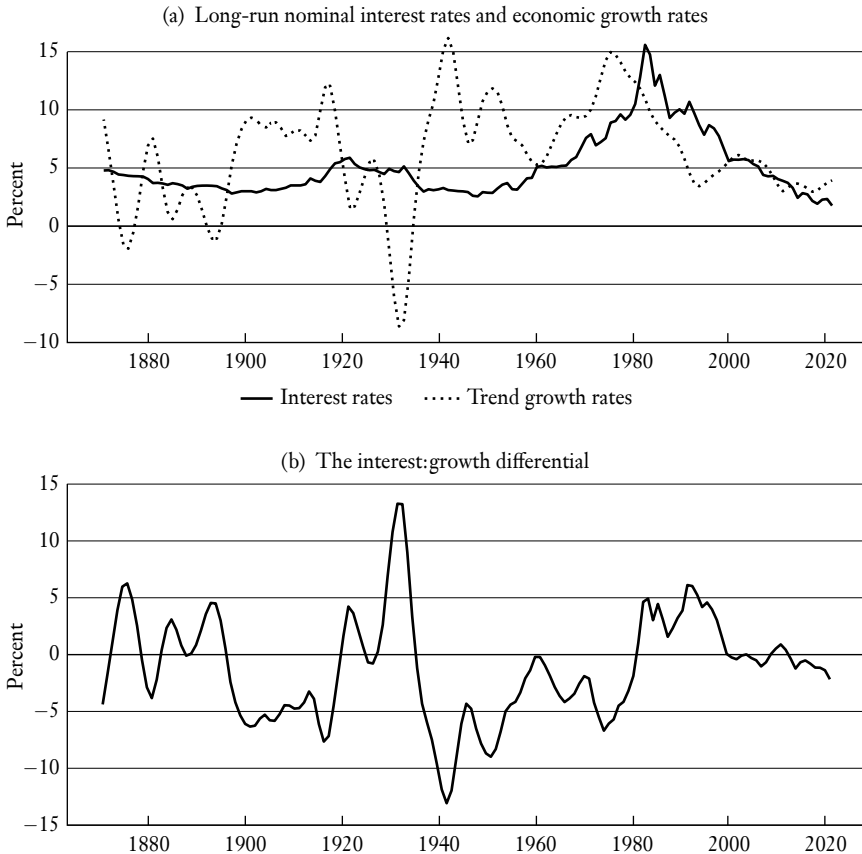 (a) Long-run nominal interest rates and economic growth rates
15
10
5
0
−5
−10
Percent
1880 1900 1920 1940 1960 1980 2000 2020
Interest rates Trend growth rates
(b) The interest:growth differential
15
10
5
0
−5
−10
−15
Percent
1880 1900 1920 1940 1960 1980 2000 2020